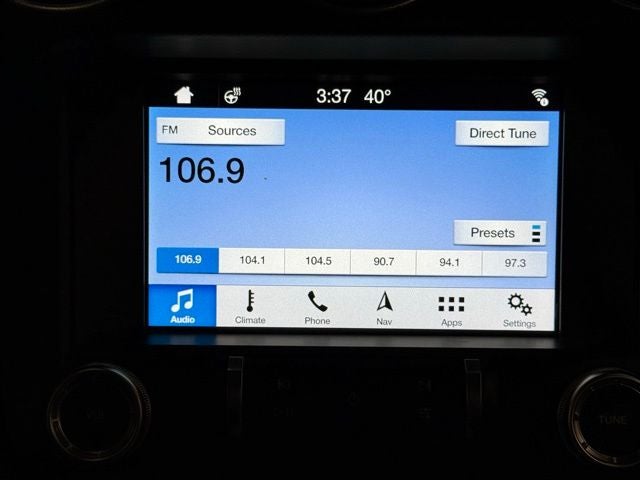 3:37 40°
FM Sources
Direct Tune
106.9
Presets
106.9 104.1 104.5 90.7 94.1 97.3
Audio Climate Phone Nav Apps Settings
VOL
TUNE